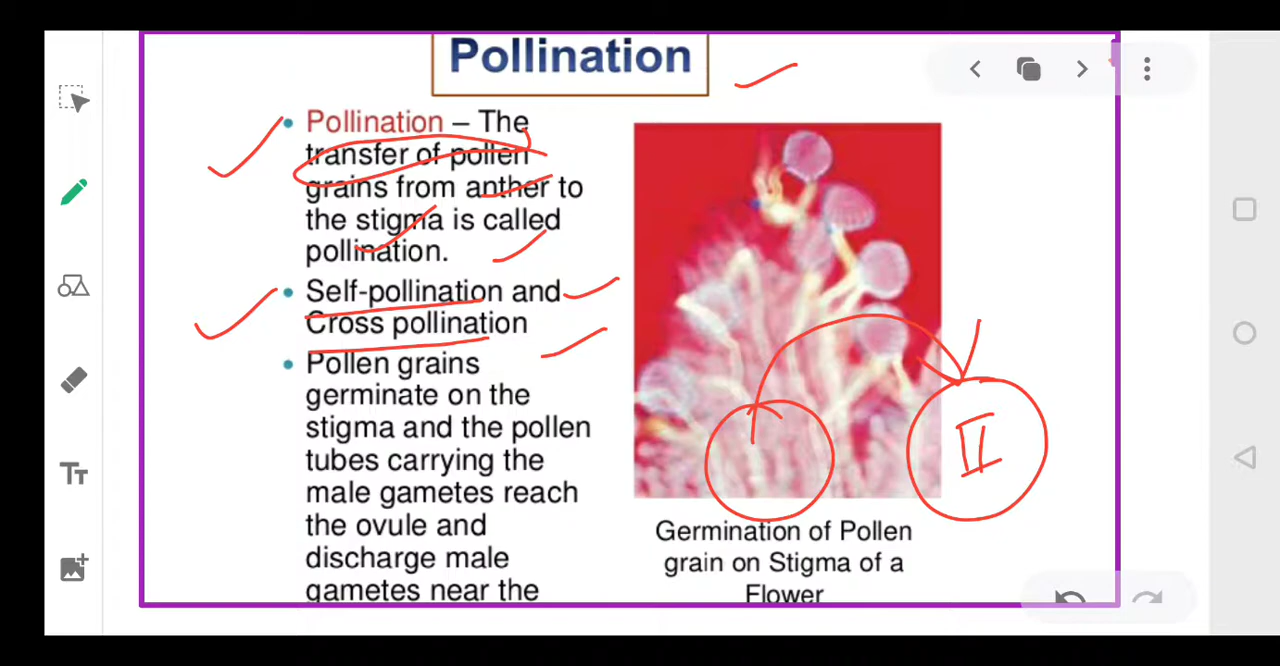 Pollination
Pollination – The
transfer of pollen
grains from anther to
the stigma is called
pollination.
Self-pollination and
Cross pollination
Pollen grains
germinate on the
stigma and the pollen
tubes carrying the
male gametes reach
the ovule and
discharge male
gametes near the
II
Germination of Pollen
grain on Stigma of a
Flower
TT